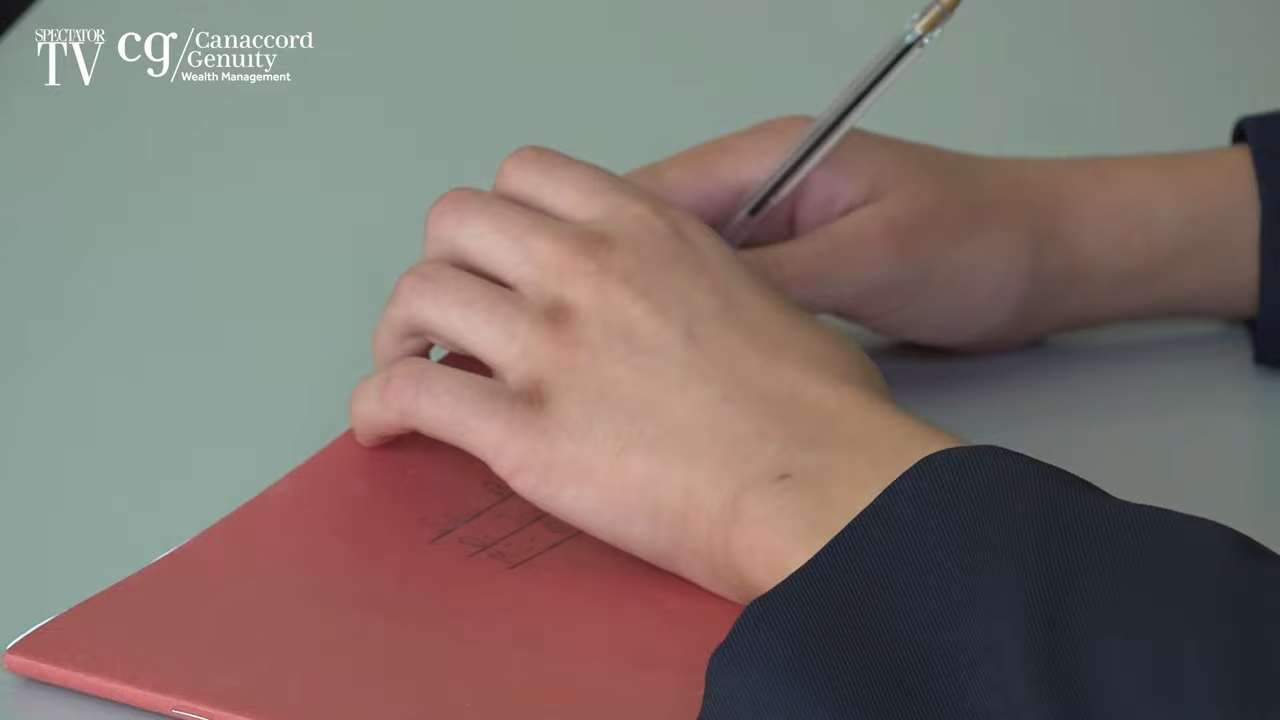 SPECTATOR
TV
cg/Canaccord
Genuity
Wealth Management